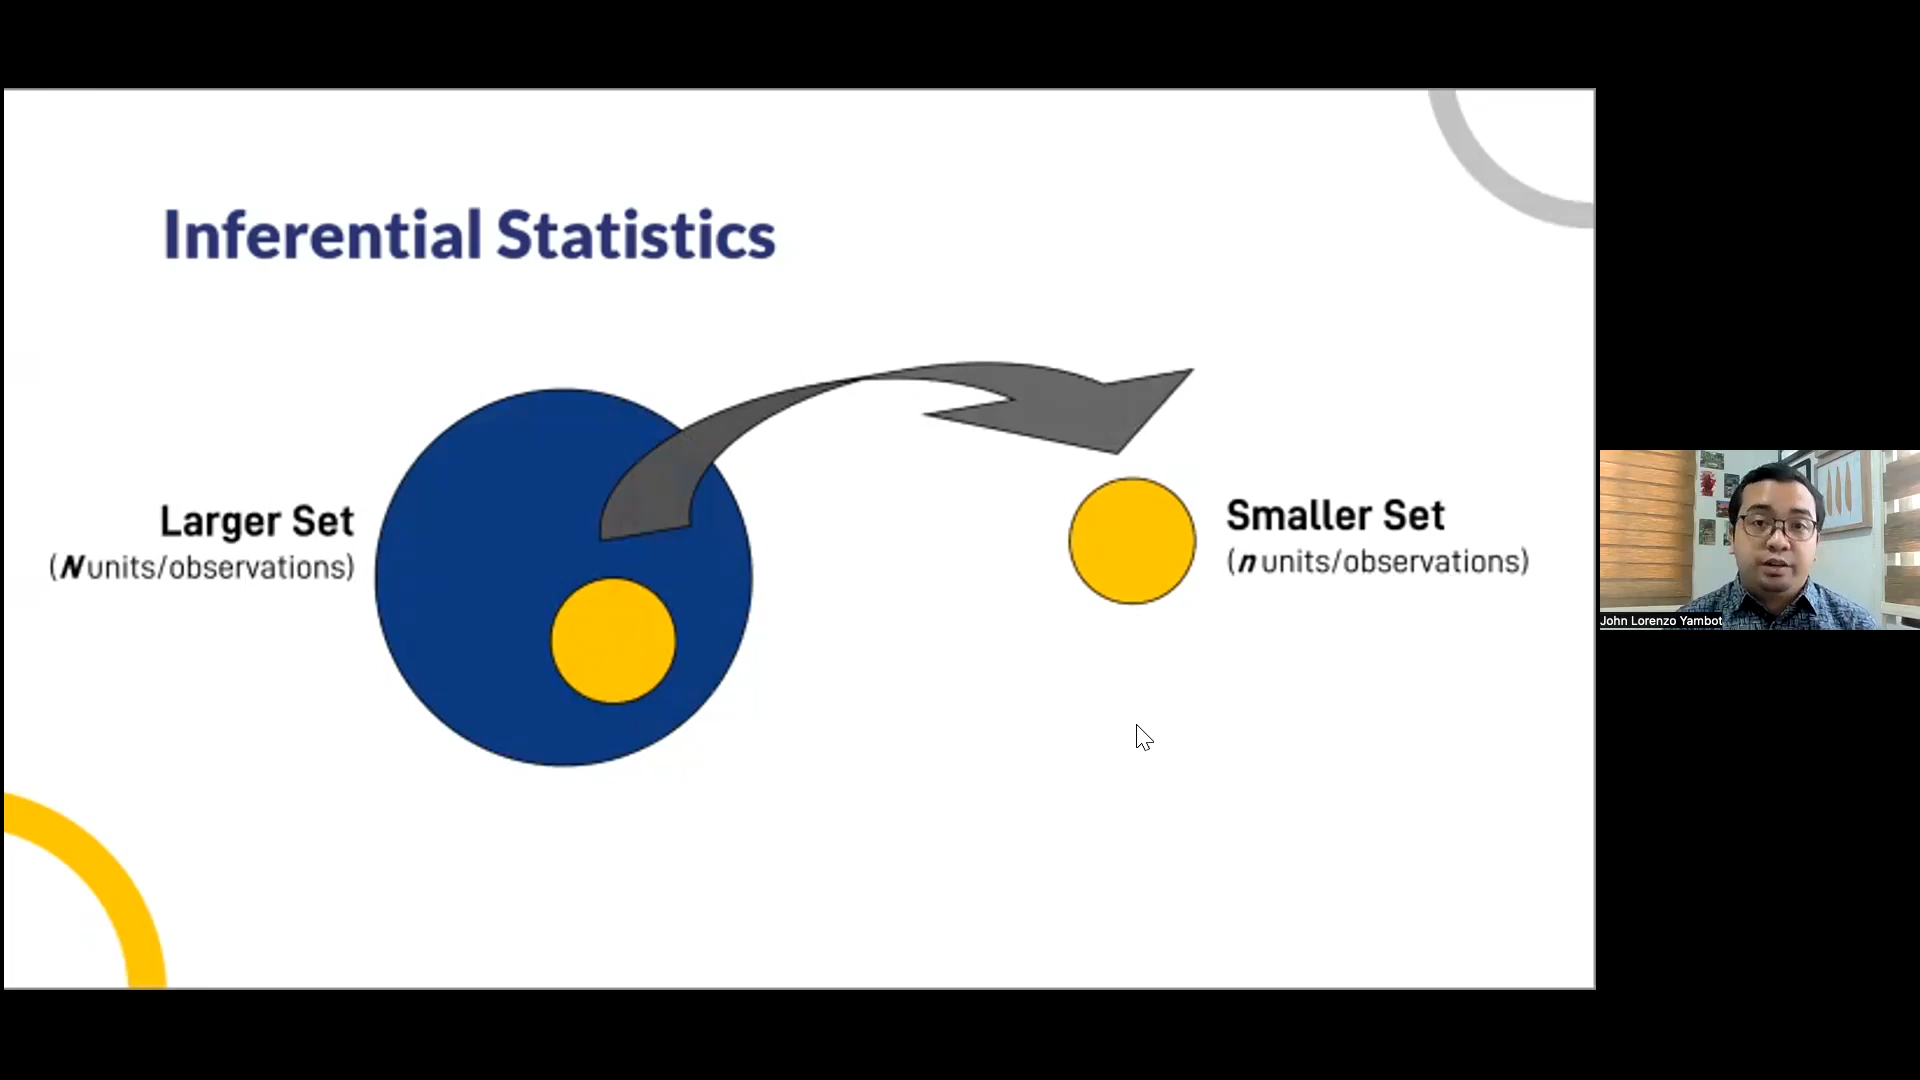 Inferential Statistics
Larger Set
(N units/observations)
Smaller Set
(n units/observations)
John Lorenzo Yambot